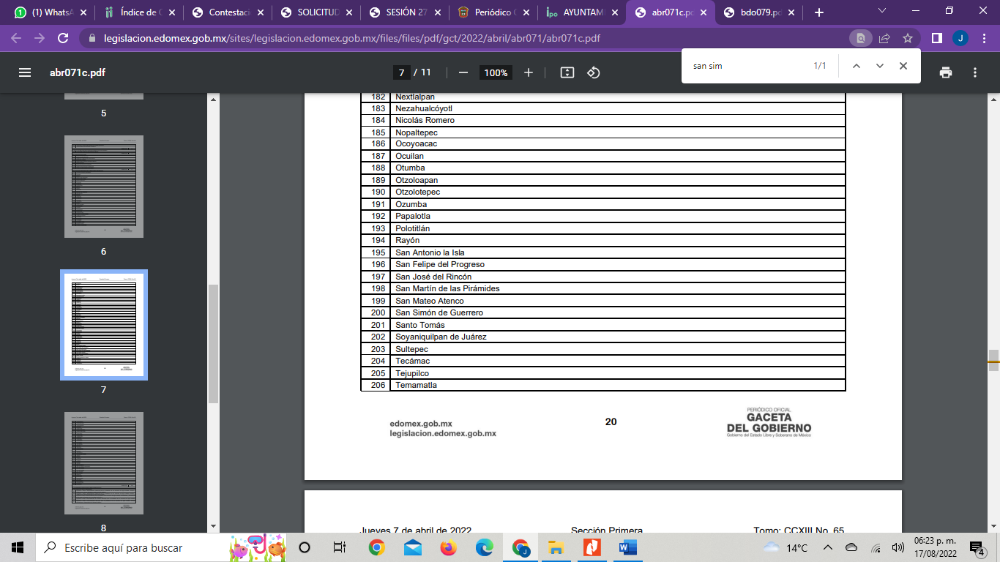 (1) WhatsA
Índice de C
Contestaci
SOLICITUD
SESIÓN 27
Periódico O
AYUNTAMI
abr071c.pd
bdo079.pd
legislacion.edomex.gob.mx/sites/legislacion.edomex.gob.mx/files/files/pdf/gct/2022/abril/abr071/abr071c.pdf
J
abr071c.pdf
7 / 11
100%
san sim
1/1
5
6
7
8
182 Nextlalpan
183 Nezahualcóyotl
184 Nicolás Romero
185 Nopaltepec
186 Ocoyoacac
187 Ocuilan
188 Otumba
189 Otzoloapan
190 Otzolotepec
191 Ozumba
192 Papalotla
193 Polotitlán
194 Rayón
195 San Antonio la Isla
196 San Felipe del Progreso
197 San José del Rincón
198 San Martín de las Pirámides
199 San Mateo Atenco
200 San Simón de Guerrero
201 Santo Tomás
202 Soyaniquilpan de Juárez
203 Sultepec
204 Tecámac
205 Tejupilco
206 Temamatla
edomex.gob.mx
legislacion.edomex.gob.mx
20
PERIÓDICO OFICIAL
GACETA
DEL GOBIERNO
Gobierno del Estado Libre y Soberano de México
Jueves 7 de abril de 2022 Sección Primera Tomo: CCXIII No. 65
Escribe aquí para buscar
14°C
06:23 p. m.
17/08/2022
4